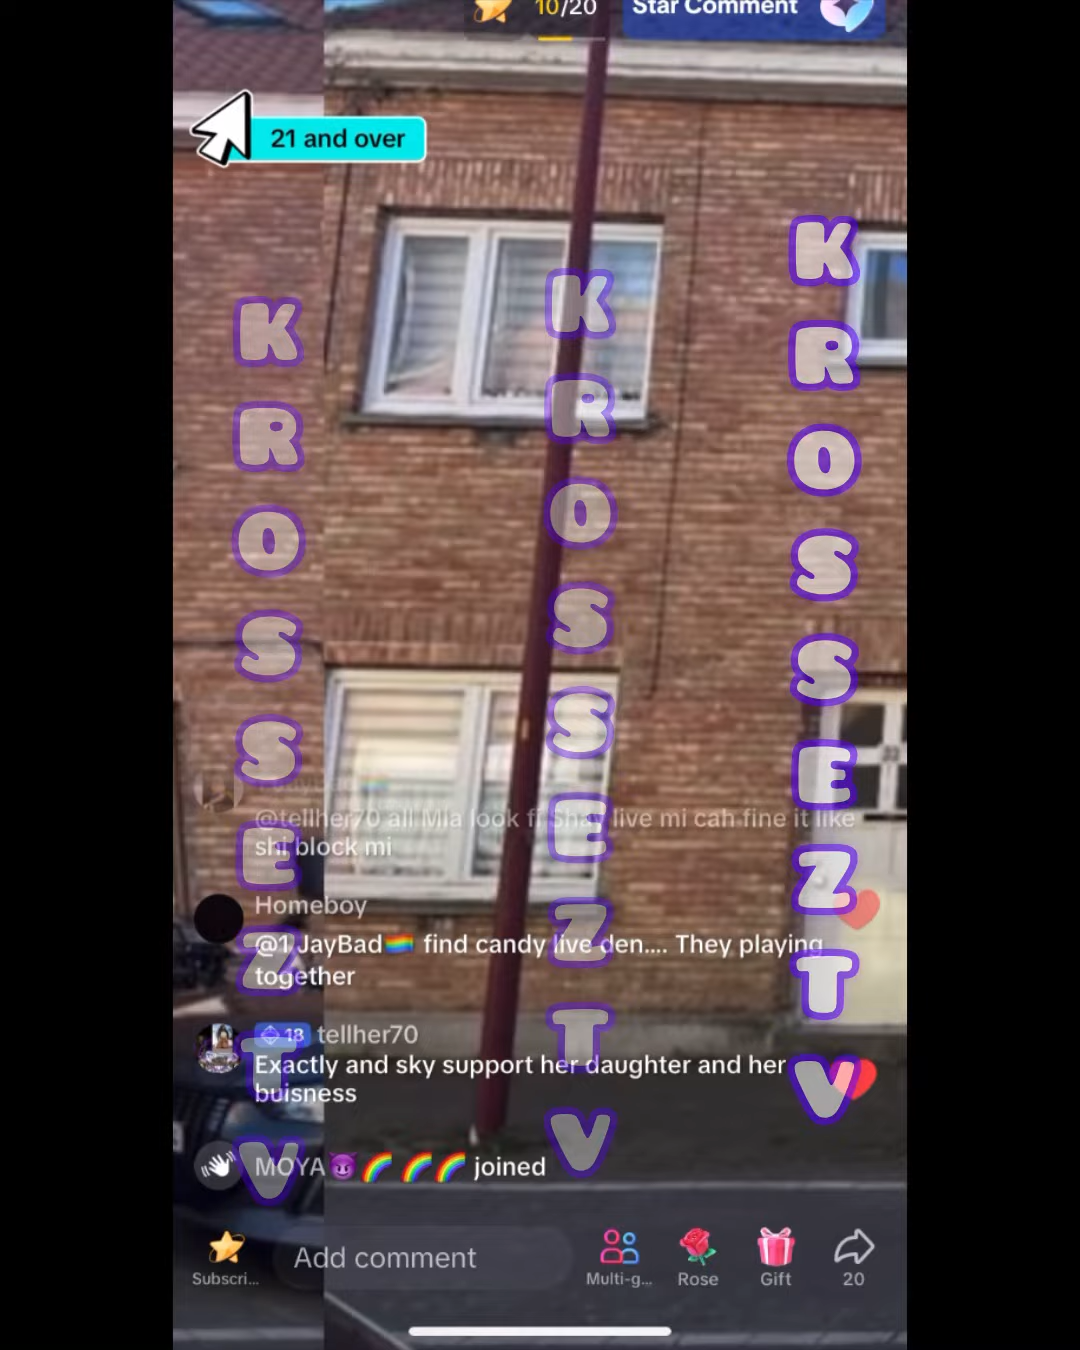 10/20
Star Comment
21 and over
KROSSEZTV
KROSSEZTV
KROSSEZTV
@tellher70 all Mia look fi Shay live mi cah fine it like
shi block mi
Homeboy
@1 JayBad🏳️‍🌈 find candy live den.... They playing
together
18 tellher70
Exactly and sky support her daughter and her
buisness
MOYA😈🌈 🌈🌈 joined
Subscri...
Add comment
Multi-g...
Rose
Gift
20